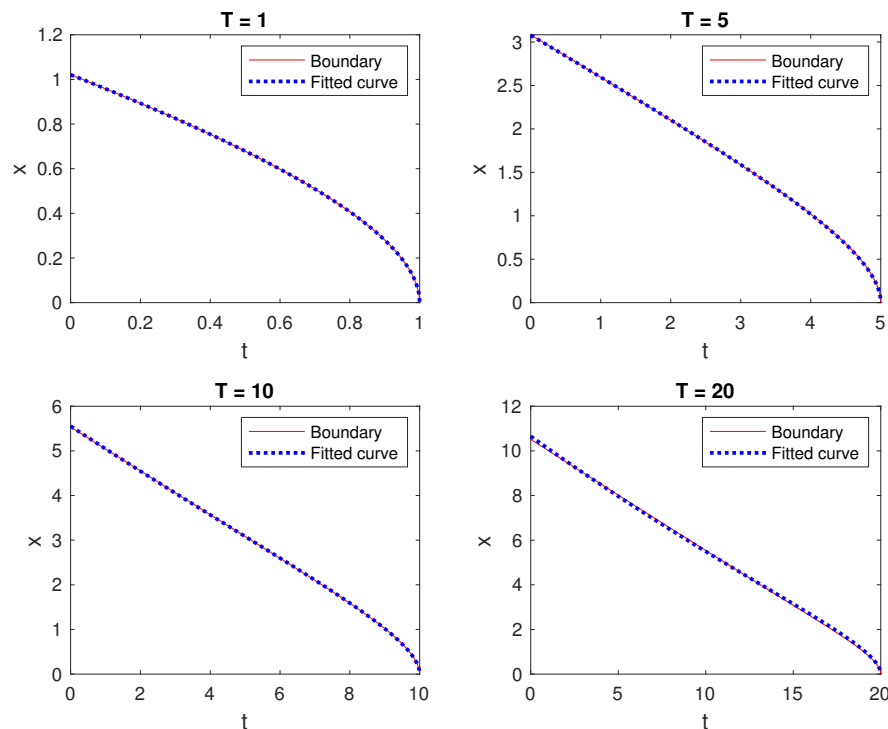 T = 1
1.2
1
0.8
0.6
0.4
0.2
0
0 0.2 0.4 0.6 0.8 1
x
t
Boundary
Fitted curve
T = 5
3
2.5
2
1.5
1
0.5
0
0 1 2 3 4 5
x
t
Boundary
Fitted curve
T = 10
6
5
4
3
2
1
0
0 2 4 6 8 10
x
t
Boundary
Fitted curve
T = 20
12
10
8
6
4
2
0
0 5 10 15 20
x
t
Boundary
Fitted curve